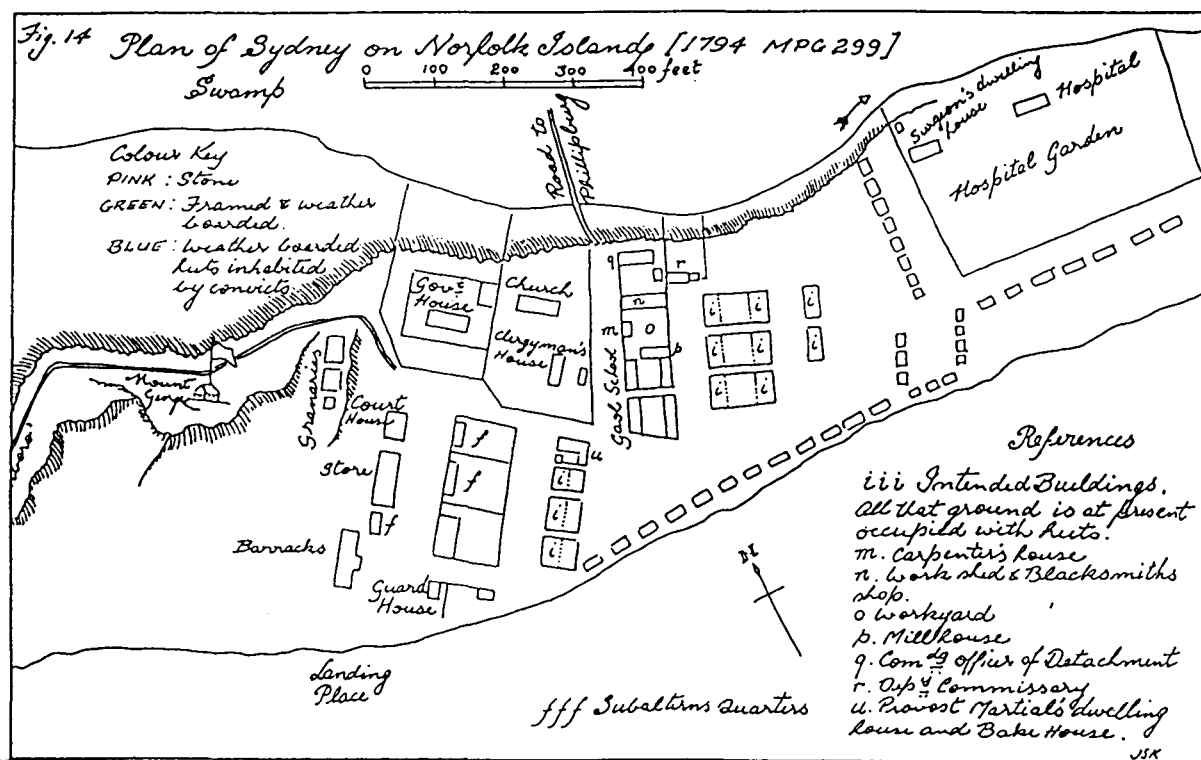 Fig. 14 Plan of Sydney on Norfolk Island [1794 MPG 299]
Swamp
0 100 200 300 400 feet
Road to
Phillipsburg
Surgeon's dwelling
house
Hospital
Hospital Garden
Colour Key
PINK : Stone
GREEN : Framed & weather
boarded.
BLUE : Weather boarded
huts inhabited
by convicts
Gov.t
House
Church
Clergyman's
House
q
r
n
m
o
p
Gaol School
i
i
i
i
i
i
i
i
Mount
George
Granaries
Court
House
Store
f
f
f
u
i
i
i
Barracks
Guard
House
Landing
Place
N
fff Subalterns Quarters
References
iii Intended Buildings.
All that ground is at present
occupied with huts.
m. Carpenter's house
n. Work shed & Blacksmiths
shop.
o Workyard
p. Millhouse
q. Comdg Officer of Detachment
r. Depy Commissary
u. Provost Martial's dwelling
house and Bake House.
JSK